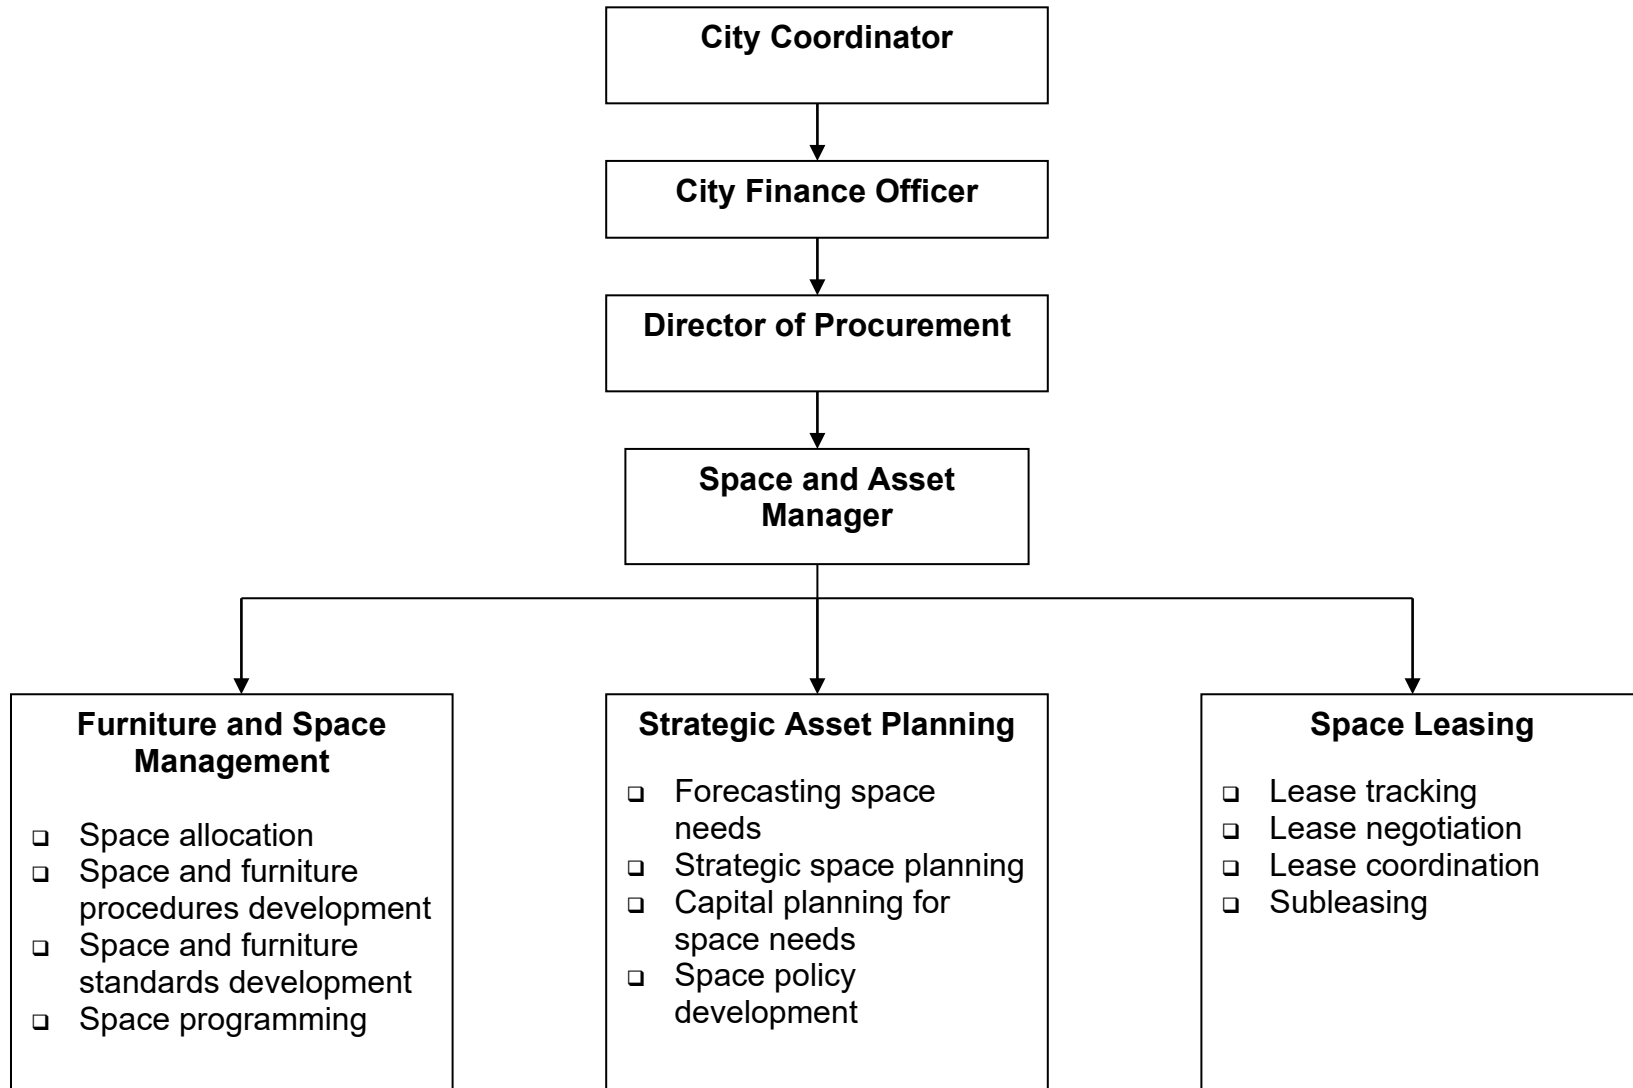 City Coordinator
City Finance Officer
Director of Procurement
Space and Asset
Manager
Furniture and Space
Management
❑ Space allocation
❑ Space and furniture
procedures development
❑ Space and furniture
standards development
❑ Space programming
Strategic Asset Planning
❑ Forecasting space
needs
❑ Strategic space planning
❑ Capital planning for
space needs
❑ Space policy
development
Space Leasing
❑ Lease tracking
❑ Lease negotiation
❑ Lease coordination
❑ Subleasing